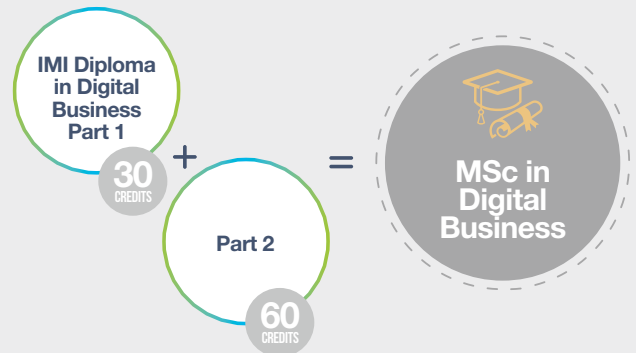 IMI Diploma
in Digital
Business
Part 1
30
CREDITS
+
Part 2
60
CREDITS
=
MSc in
Digital
Business